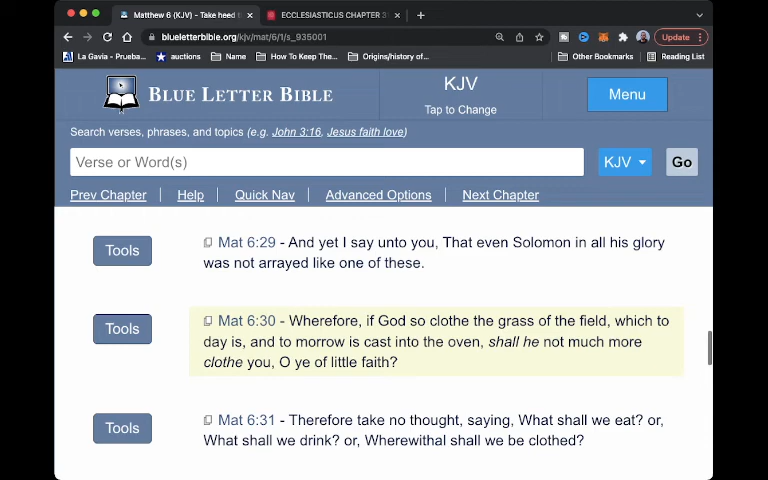 Matthew 6 (KJV) - Take heed t
ECCLESIASTICUS CHAPTER 3
blueletterbible.org/kjv/mat/6/1/s_935001
Update
La Gavia - Prueba...
auctions
Name
How To Keep The...
Origins/history of...
Other Bookmarks
Reading List
BLUE LETTER BIBLE
KJV
Tap to Change
Menu
Search verses, phrases, and topics (e.g. John 3:16, Jesus faith love)
Verse or Word(s)
KJV
Go
Prev Chapter
Help
Quick Nav
Advanced Options
Next Chapter
Tools
Mat 6:29 - And yet I say unto you, That even Solomon in all his glory
was not arrayed like one of these.
Tools
Mat 6:30 - Wherefore, if God so clothe the grass of the field, which to
day is, and to morrow is cast into the oven, shall he not much more
clothe you, O ye of little faith?
Tools
Mat 6:31 - Therefore take no thought, saying, What shall we eat? or,
What shall we drink? or, Wherewithal shall we be clothed?